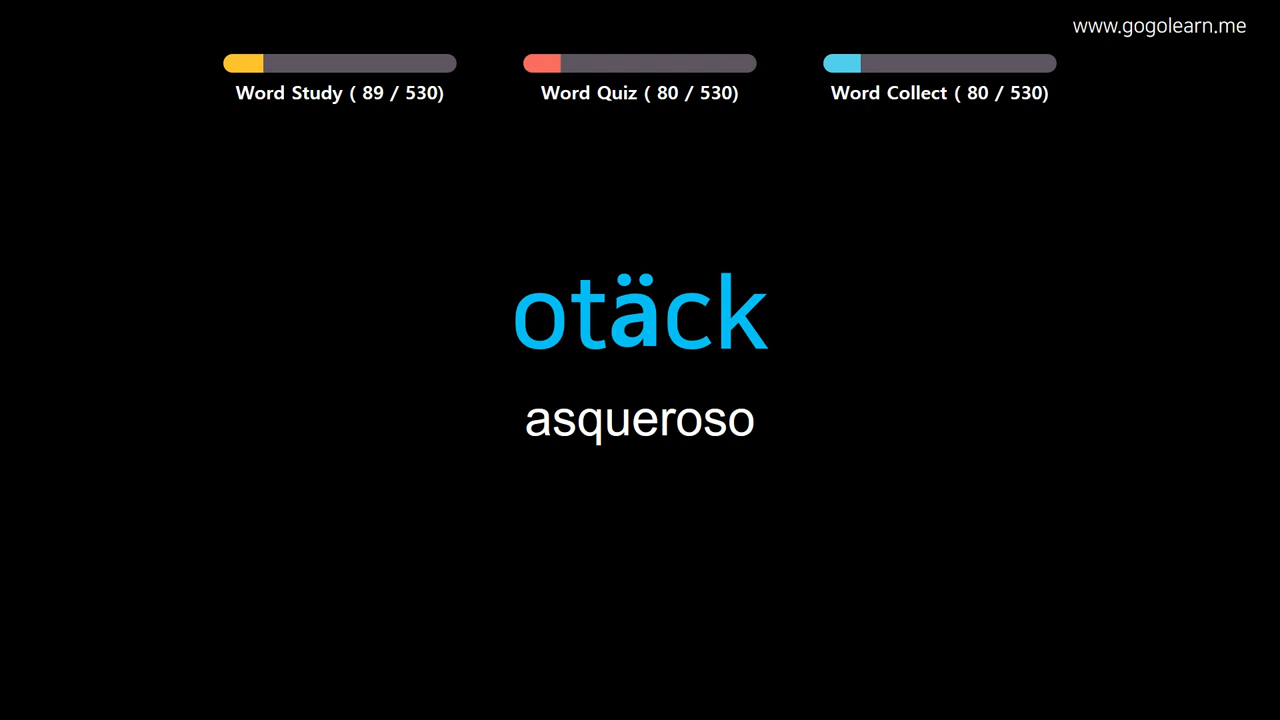 www.gogolearn.me
Word Study ( 89 / 530)
Word Quiz ( 80 / 530)
Word Collect ( 80 / 530)
otäck
asqueroso